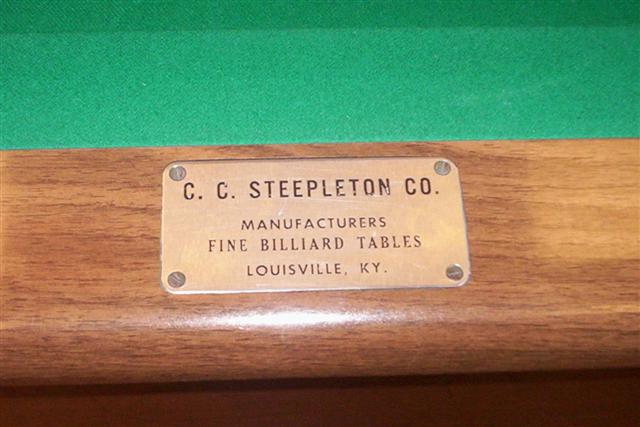 C. C. STEEPLETON CO.
MANUFACTURERS
FINE BILLIARD TABLES
LOUISVILLE, KY.